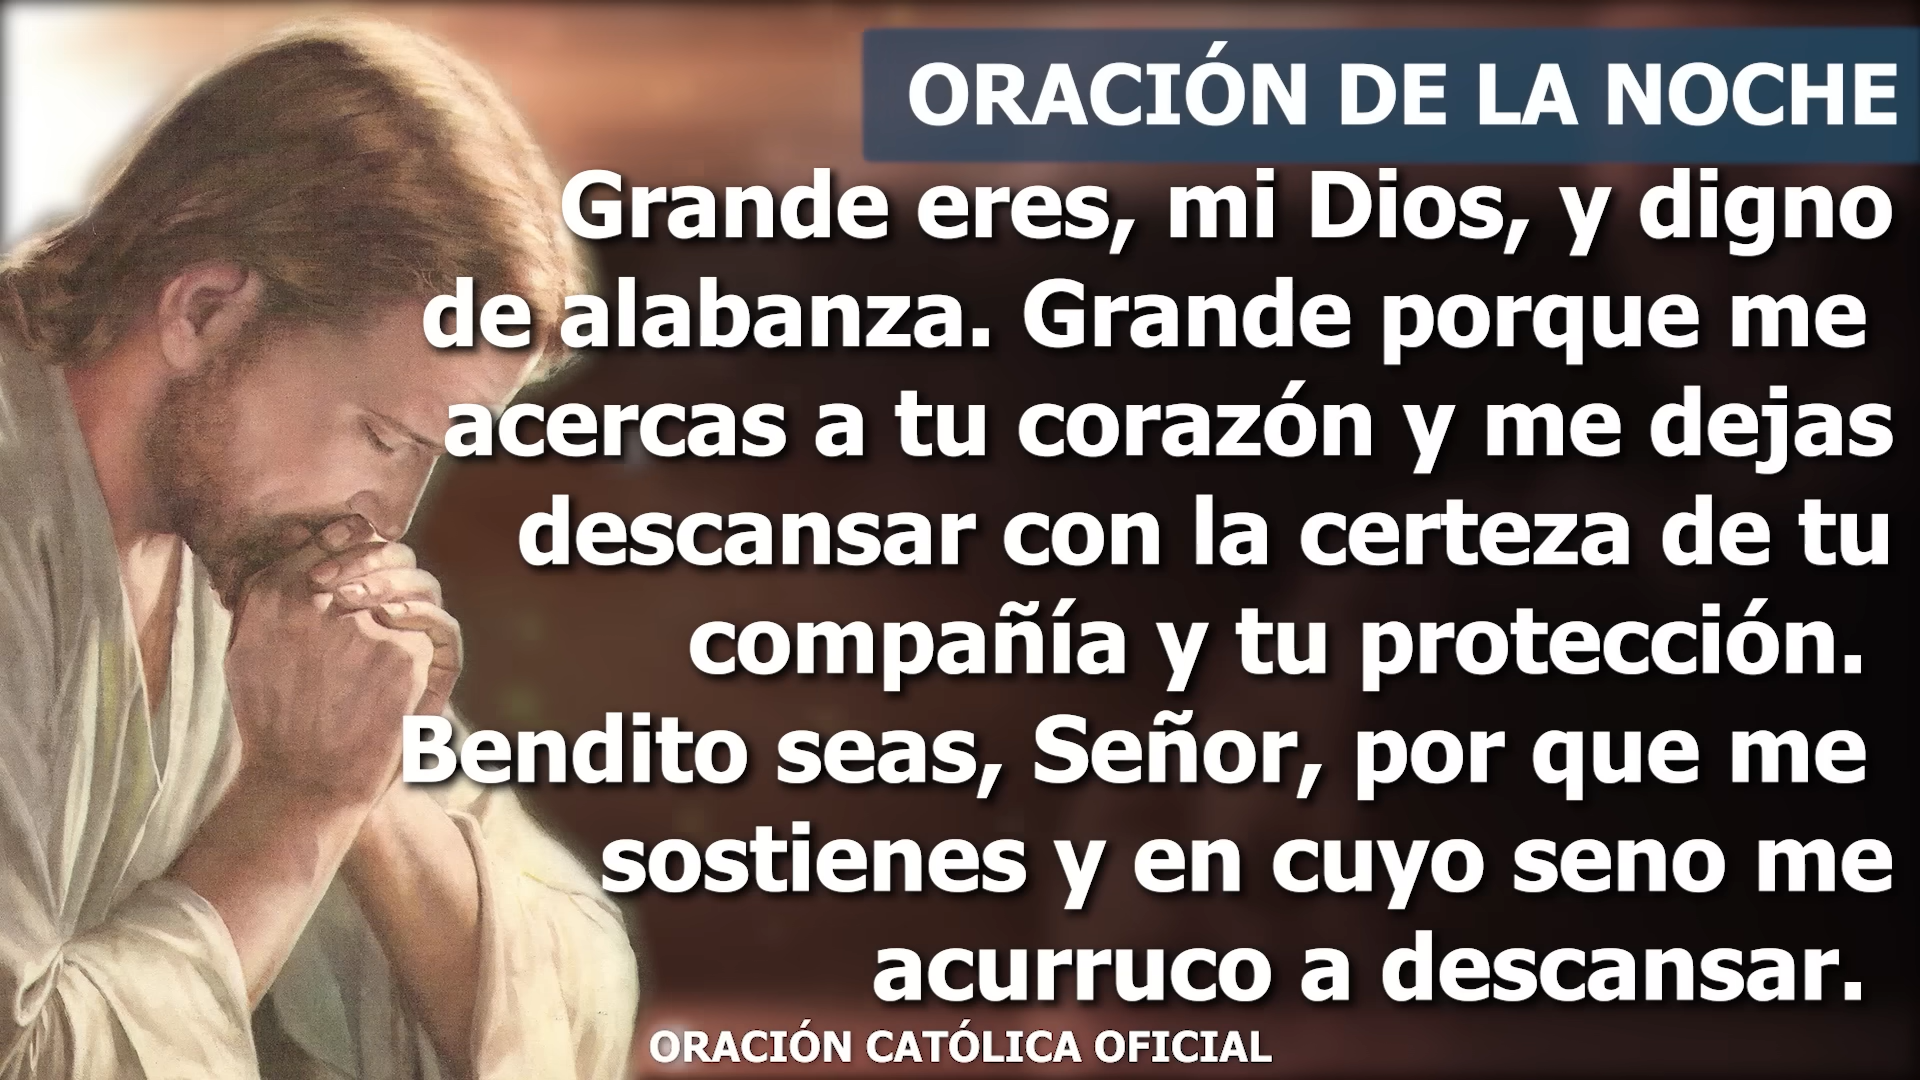 ORACIÓN DE LA NOCHE
Grande eres, mi Dios, y digno
de alabanza. Grande porque me
acercas a tu corazón y me dejas
descansar con la certeza de tu
compañía y tu protección.
Bendito seas, Señor, por que me
sostienes y en cuyo seno me
acurruco a descansar.
ORACIÓN CATÓLICA OFICIAL